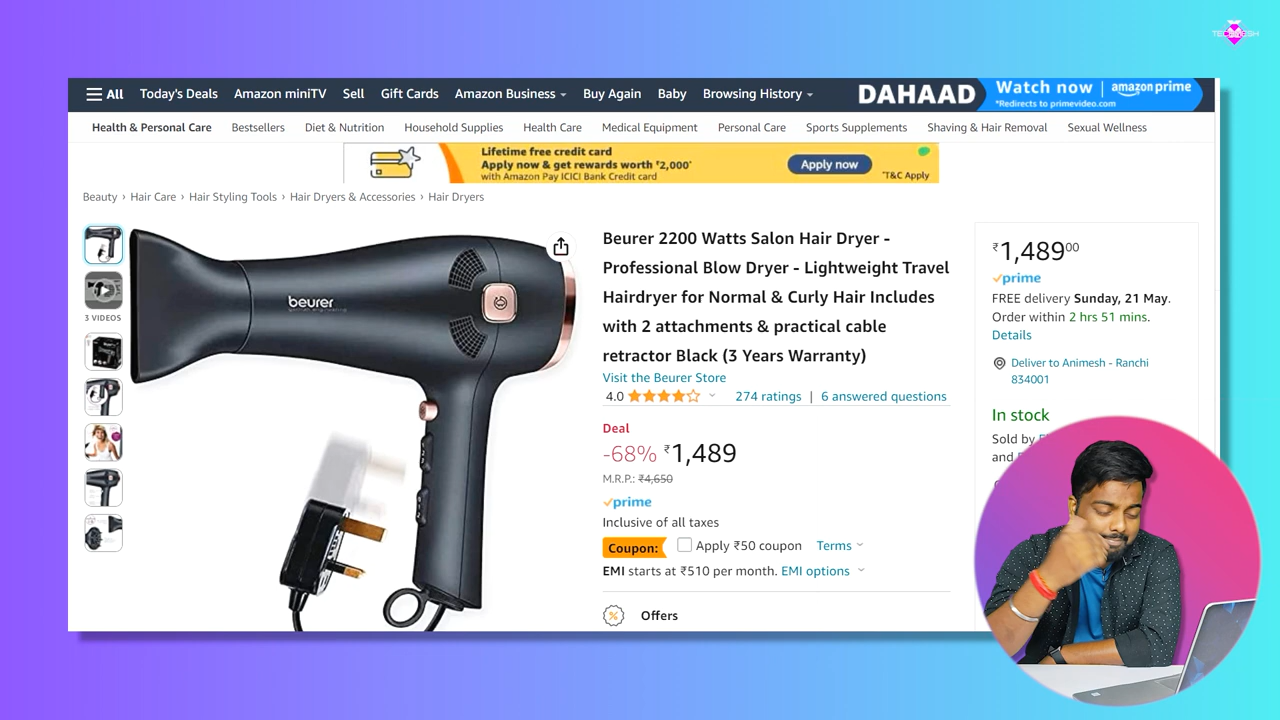 TECHMESH
All Today's Deals Amazon miniTV Sell Gift Cards Amazon Business Buy Again Baby Browsing History
DAHAAD
Watch now | amazon prime
*Redirects to primevideo.com
Health & Personal Care Bestsellers Diet & Nutrition Household Supplies Health Care Medical Equipment Personal Care Sports Supplements Shaving & Hair Removal Sexual Wellness
Lifetime free credit card
Apply now & get rewards worth ₹2,000*
with Amazon Pay ICICI Bank Credit card
Apply now
*T&C Apply
Beauty › Hair Care › Hair Styling Tools › Hair Dryers & Accessories › Hair Dryers
3 VIDEOS
beurer
Beurer 2200 Watts Salon Hair Dryer -
Professional Blow Dryer - Lightweight Travel
Hairdryer for Normal & Curly Hair Includes
with 2 attachments & practical cable
retractor Black (3 Years Warranty)
Visit the Beurer Store
4.0 274 ratings | 6 answered questions
Deal
-68% ₹1,489
M.R.P.: ₹4,650
prime
Inclusive of all taxes
Coupon: Apply ₹50 coupon Terms
EMI starts at ₹510 per month. EMI options
Offers
₹1,48900
prime
FREE delivery Sunday, 21 May.
Order within 2 hrs 51 mins.
Details
Deliver to Animesh - Ranchi
834001
In stock
Sold by
and